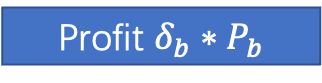 Profit δ_b * P_b